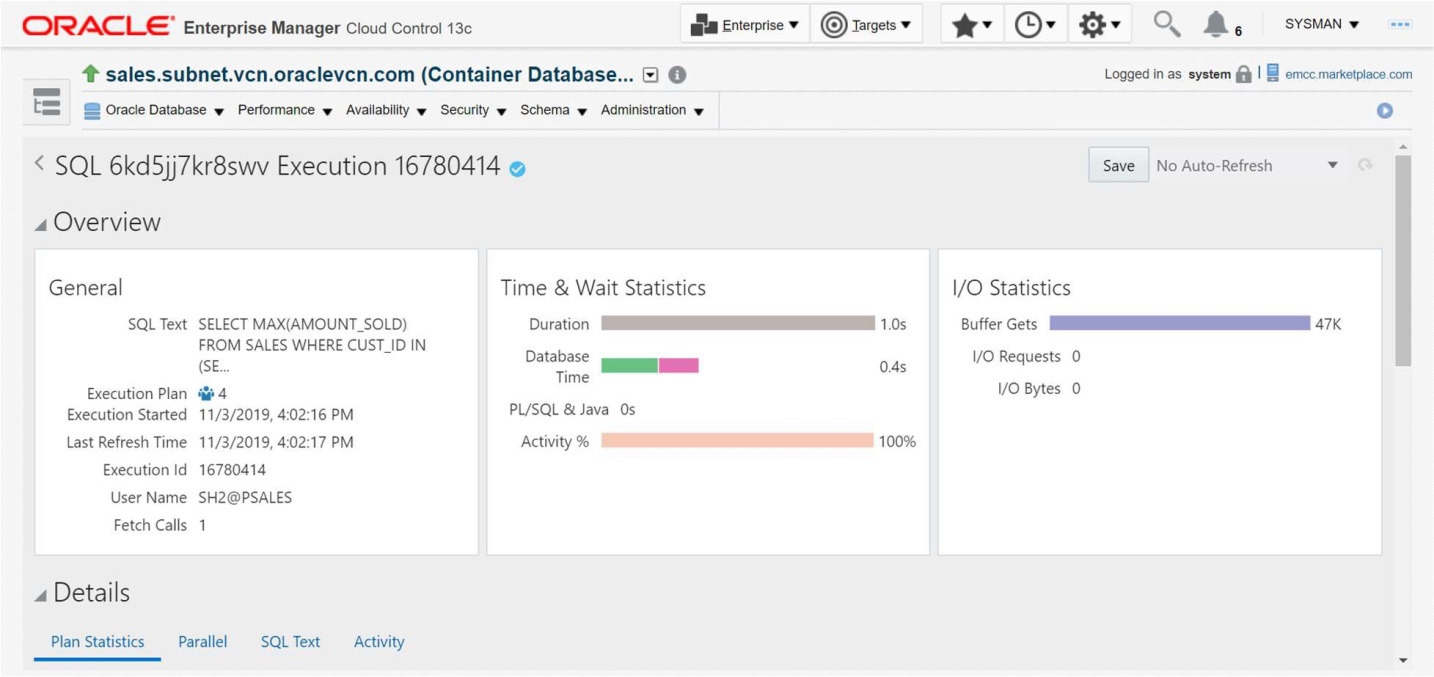 ORACLE Enterprise Manager Cloud Control 13c Enterprise Targets 6 SYSMAN
sales.subnet.vcn.oraclevcn.com (Container Database... Logged in as system emcc.marketplace.com
Oracle Database Performance Availability Security Schema Administration
SQL 6kd5jj7kr8swv Execution 16780414 Save No Auto-Refresh
Overview
General
SQL Text SELECT MAX(AMOUNT_SOLD)
FROM SALES WHERE CUST_ID IN
(SE...
Execution Plan 4
Execution Started 11/3/2019, 4:02:16 PM
Last Refresh Time 11/3/2019, 4:02:17 PM
Execution Id 16780414
User Name SH2@PSALES
Fetch Calls 1
Time & Wait Statistics
Duration 1.0s
Database
Time 0.4s
PL/SQL & Java 0s
Activity % 100%
I/O Statistics
Buffer Gets 47K
I/O Requests 0
I/O Bytes 0
Details
Plan Statistics Parallel SQL Text Activity